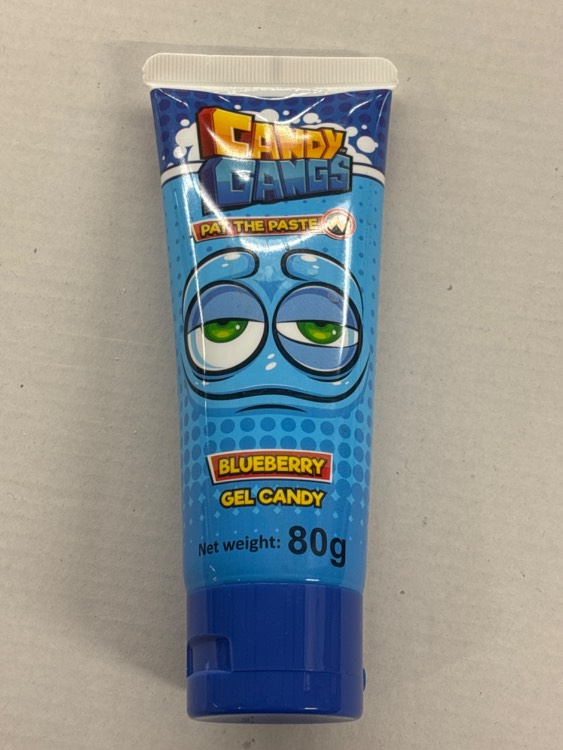 CANDY
GANGS
PAT THE PASTE
BLUEBERRY
GEL CANDY
Net weight: 80g